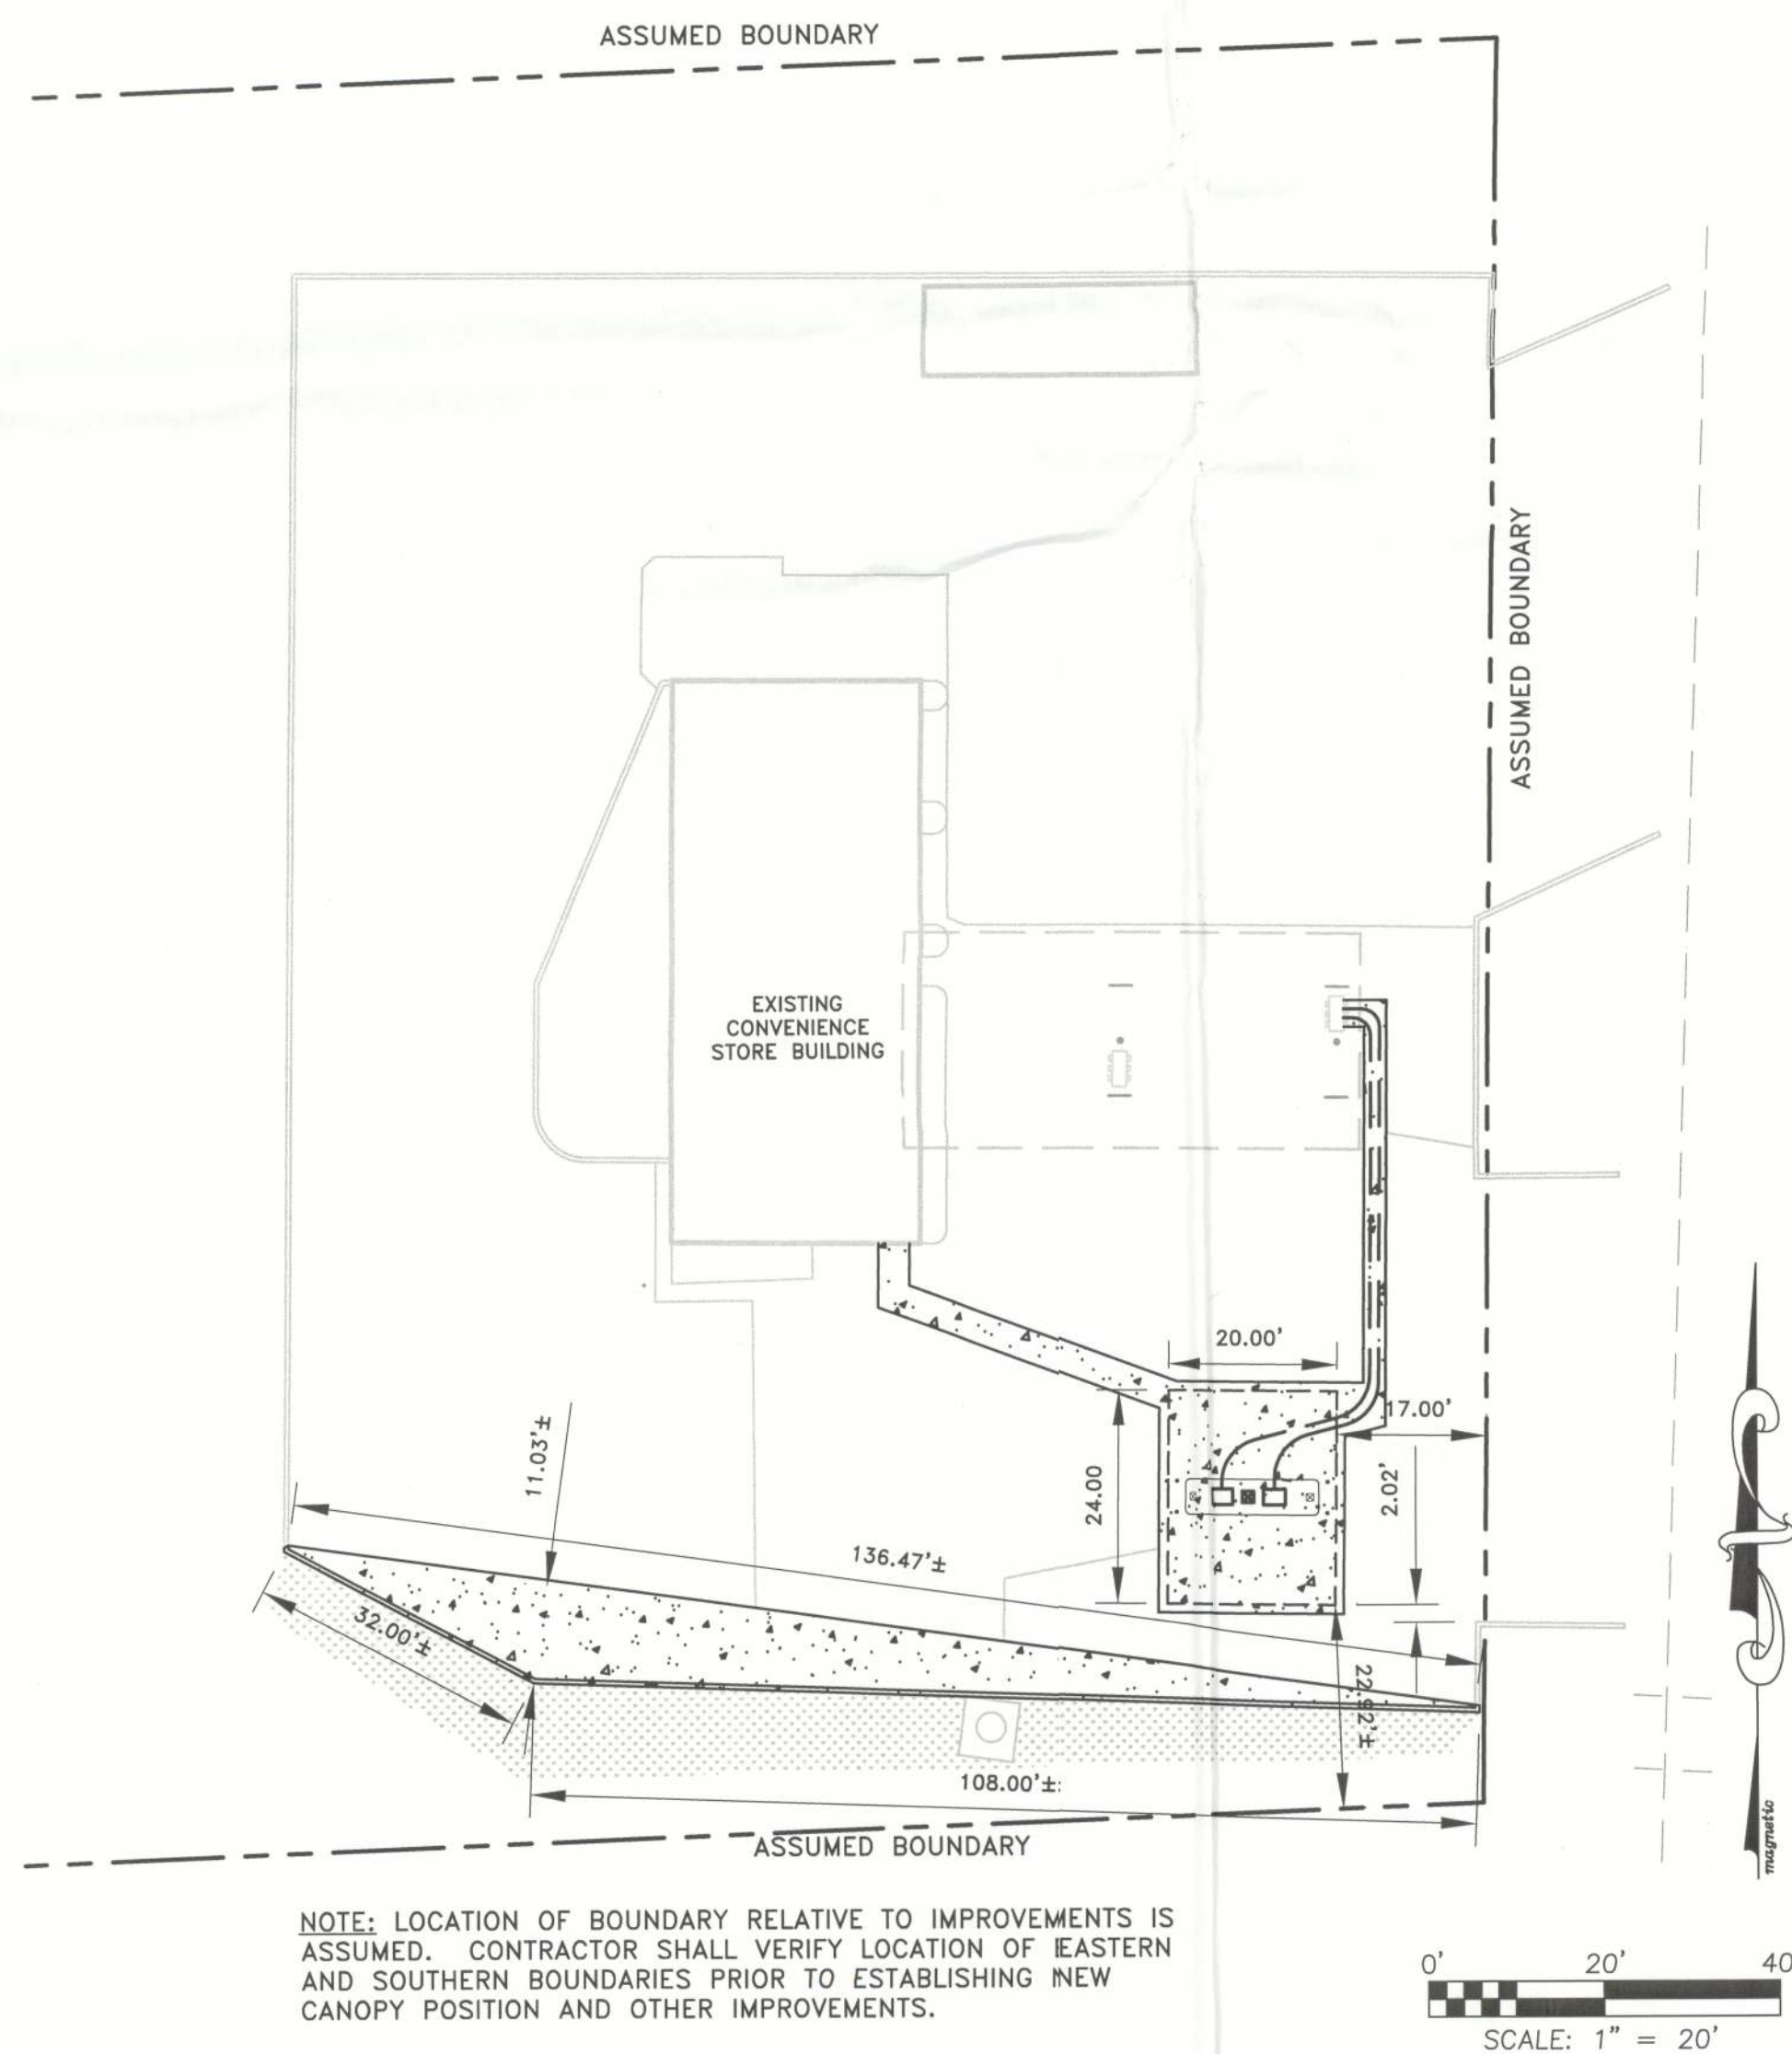 ASSUMED BOUNDARY
ASSUMED BOUNDARY
EXISTING
CONVENIENCE
STORE BUILDING
20.00'
17.00'
11.03'±
24.00
2.02'
136.47'±
32.00'±
22.92'±
108.00'±
ASSUMED BOUNDARY
magnetic
NOTE: LOCATION OF BOUNDARY RELATIVE TO IMPROVEMENTS IS
ASSUMED. CONTRACTOR SHALL VERIFY LOCATION OF EASTERN
AND SOUTHERN BOUNDARIES PRIOR TO ESTABLISHING NEW
CANOPY POSITION AND OTHER IMPROVEMENTS.
0' 20' 40
SCALE: 1" = 20'